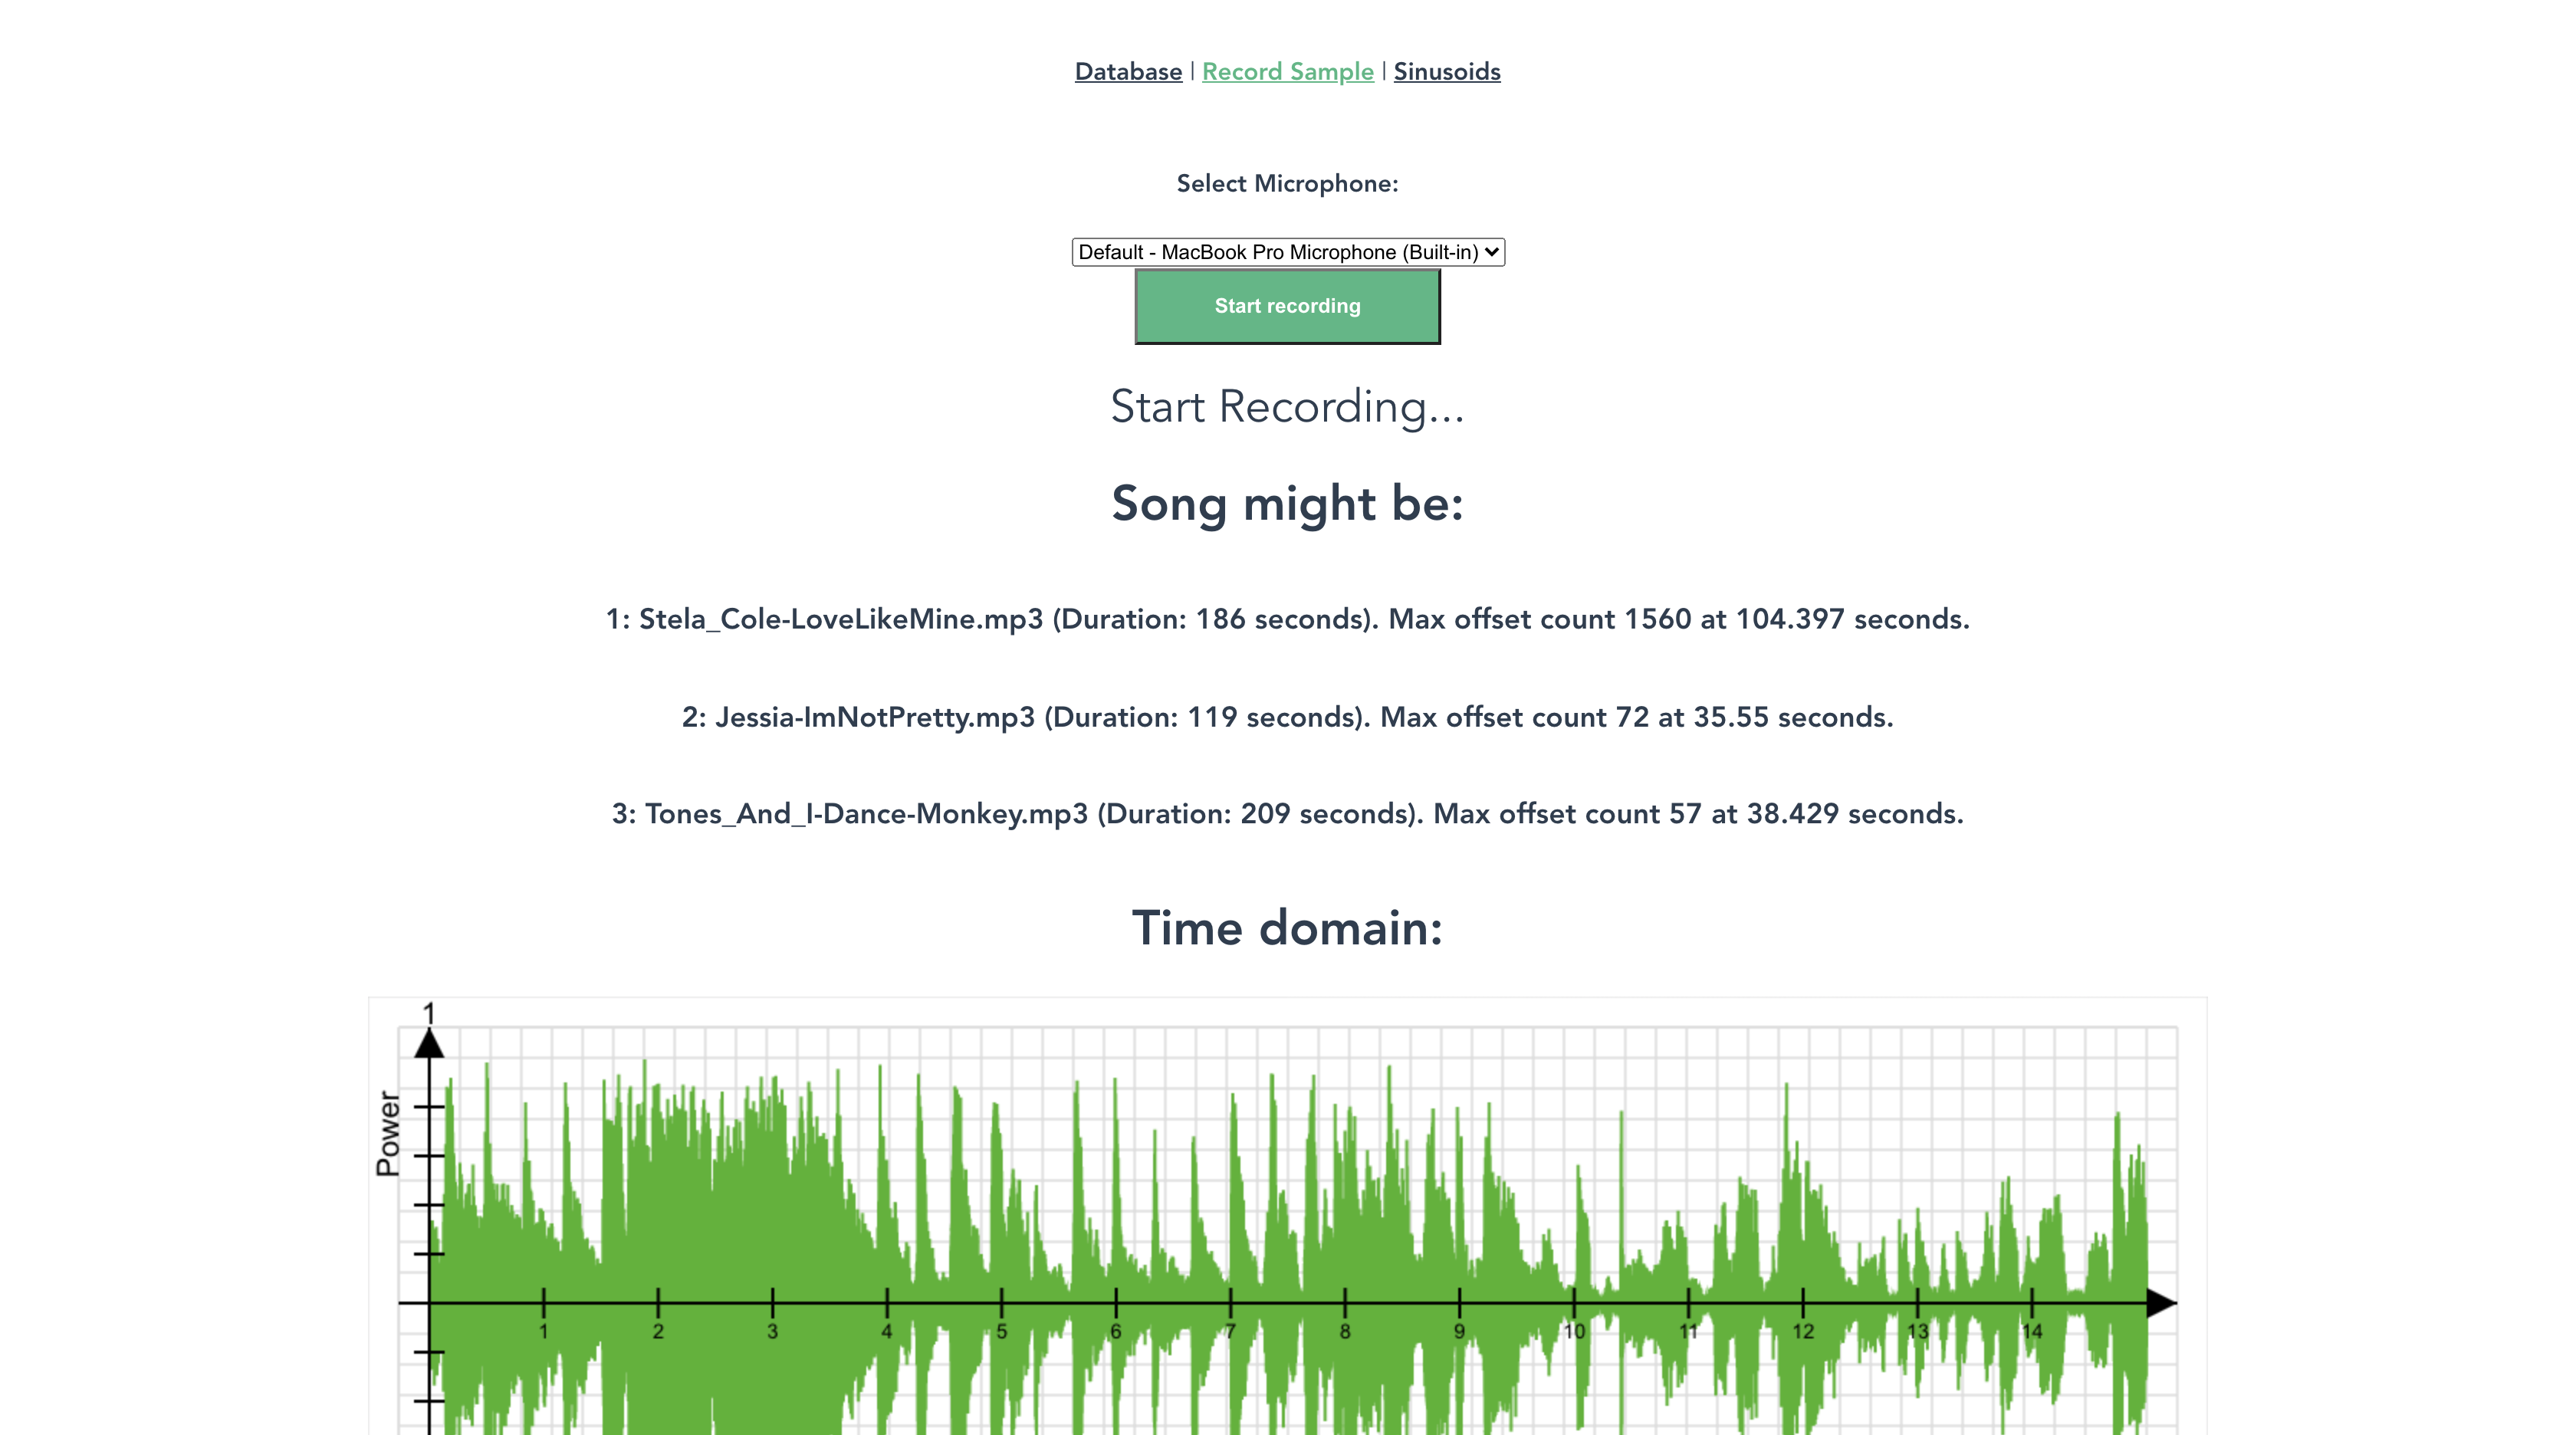 Database | Record Sample | Sinusoids
Select Microphone:
Default - MacBook Pro Microphone (Built-in)
Start recording
Start Recording...
Song might be:
1: Stela_Cole-LoveLikeMine.mp3 (Duration: 186 seconds). Max offset count 1560 at 104.397 seconds.
2: Jessia-ImNotPretty.mp3 (Duration: 119 seconds). Max offset count 72 at 35.55 seconds.
3: Tones_And_I-Dance-Monkey.mp3 (Duration: 209 seconds). Max offset count 57 at 38.429 seconds.
Time domain:
1
Power
1 2 3 4 5 6 7 8 9 10 11 12 13 14